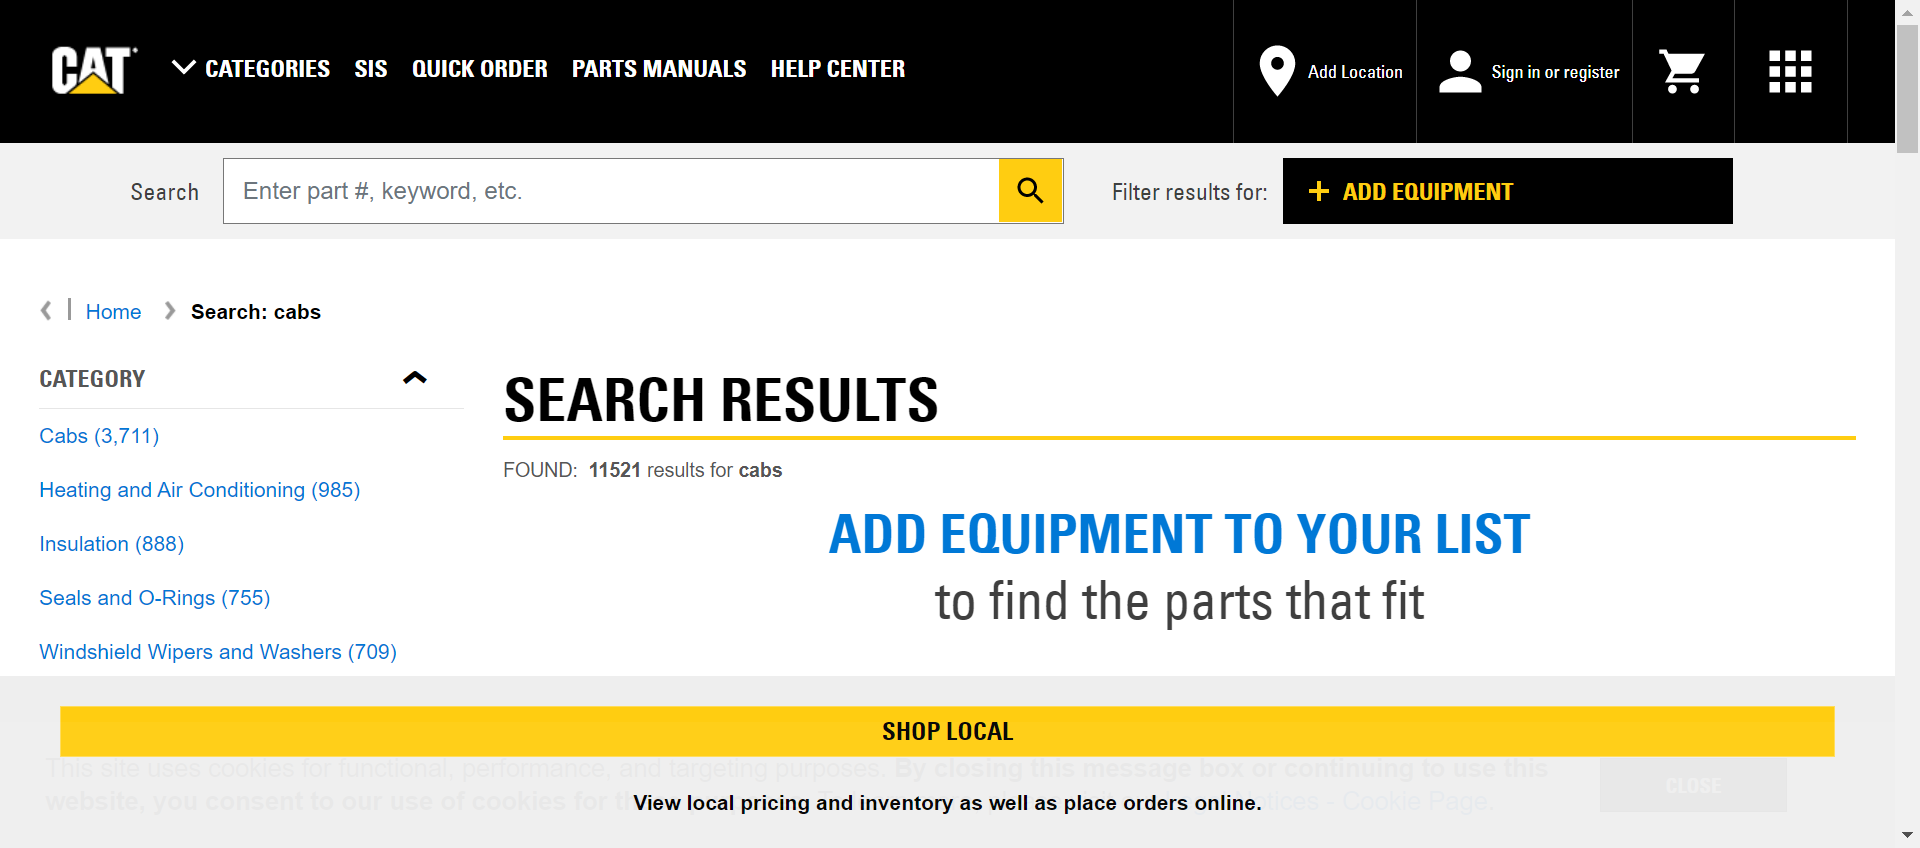 CAT
CATEGORIES SIS QUICK ORDER PARTS MANUALS HELP CENTER
Add Location
Sign in or register
Search
Enter part #, keyword, etc.
Filter results for:
+ ADD EQUIPMENT
Home
Search: cabs
CATEGORY
Cabs (3,711)
Heating and Air Conditioning (985)
Insulation (888)
Seals and O-Rings (755)
Windshield Wipers and Washers (709)
SEARCH RESULTS
FOUND: 11521 results for cabs
ADD EQUIPMENT TO YOUR LIST
to find the parts that fit
SHOP LOCAL
This site uses cookies for functional, performance, and targeting purposes. By closing this message box or continuing to use this
website, you consent to our use of cookies for Notices - Cookie Page.
CLOSE
View local pricing and inventory as well as place orders online.